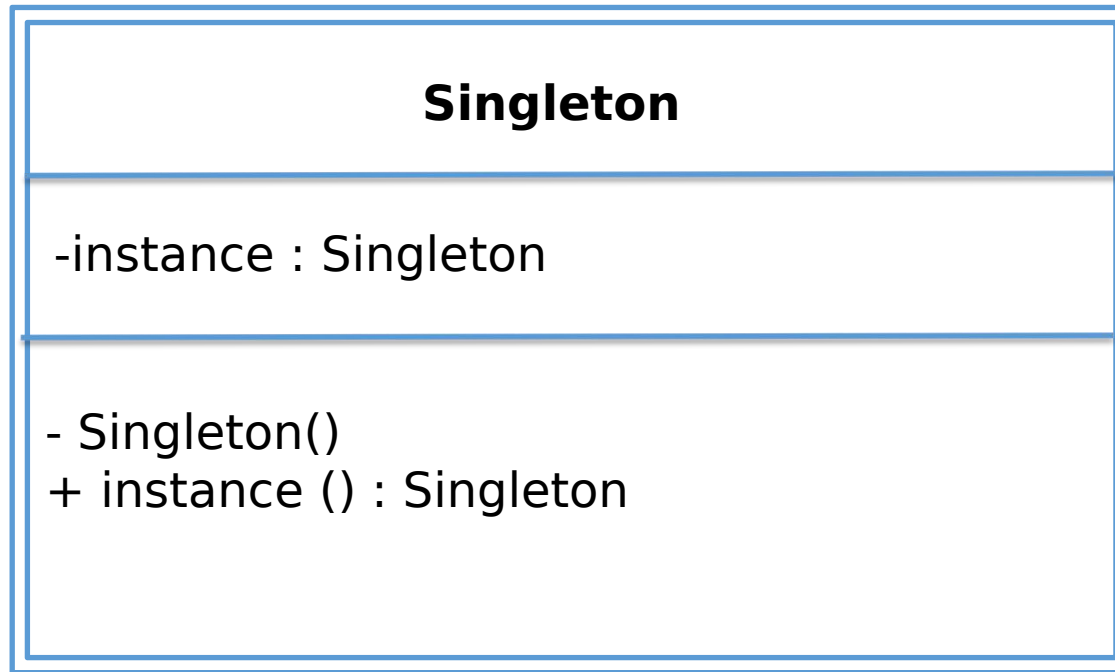 Singleton
-instance : Singleton
- Singleton()
+ instance () : Singleton